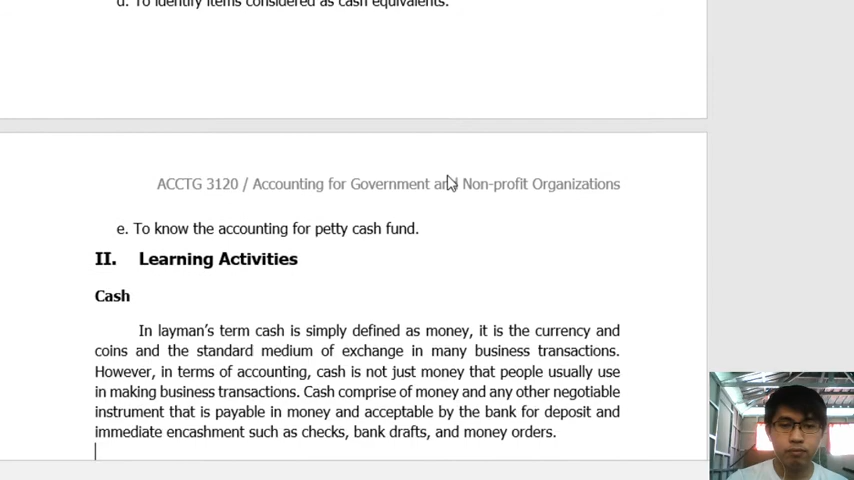 d. To identify items considered as cash equivalents.
ACCTG 3120 / Accounting for Government and Non-profit Organizations
e. To know the accounting for petty cash fund.
II. Learning Activities
Cash
In layman’s term cash is simply defined as money, it is the currency and
coins and the standard medium of exchange in many business transactions.
However, in terms of accounting, cash is not just money that people usually use
in making business transactions. Cash comprise of money and any other negotiable
instrument that is payable in money and acceptable by the bank for deposit and
immediate encashment such as checks, bank drafts, and money orders.